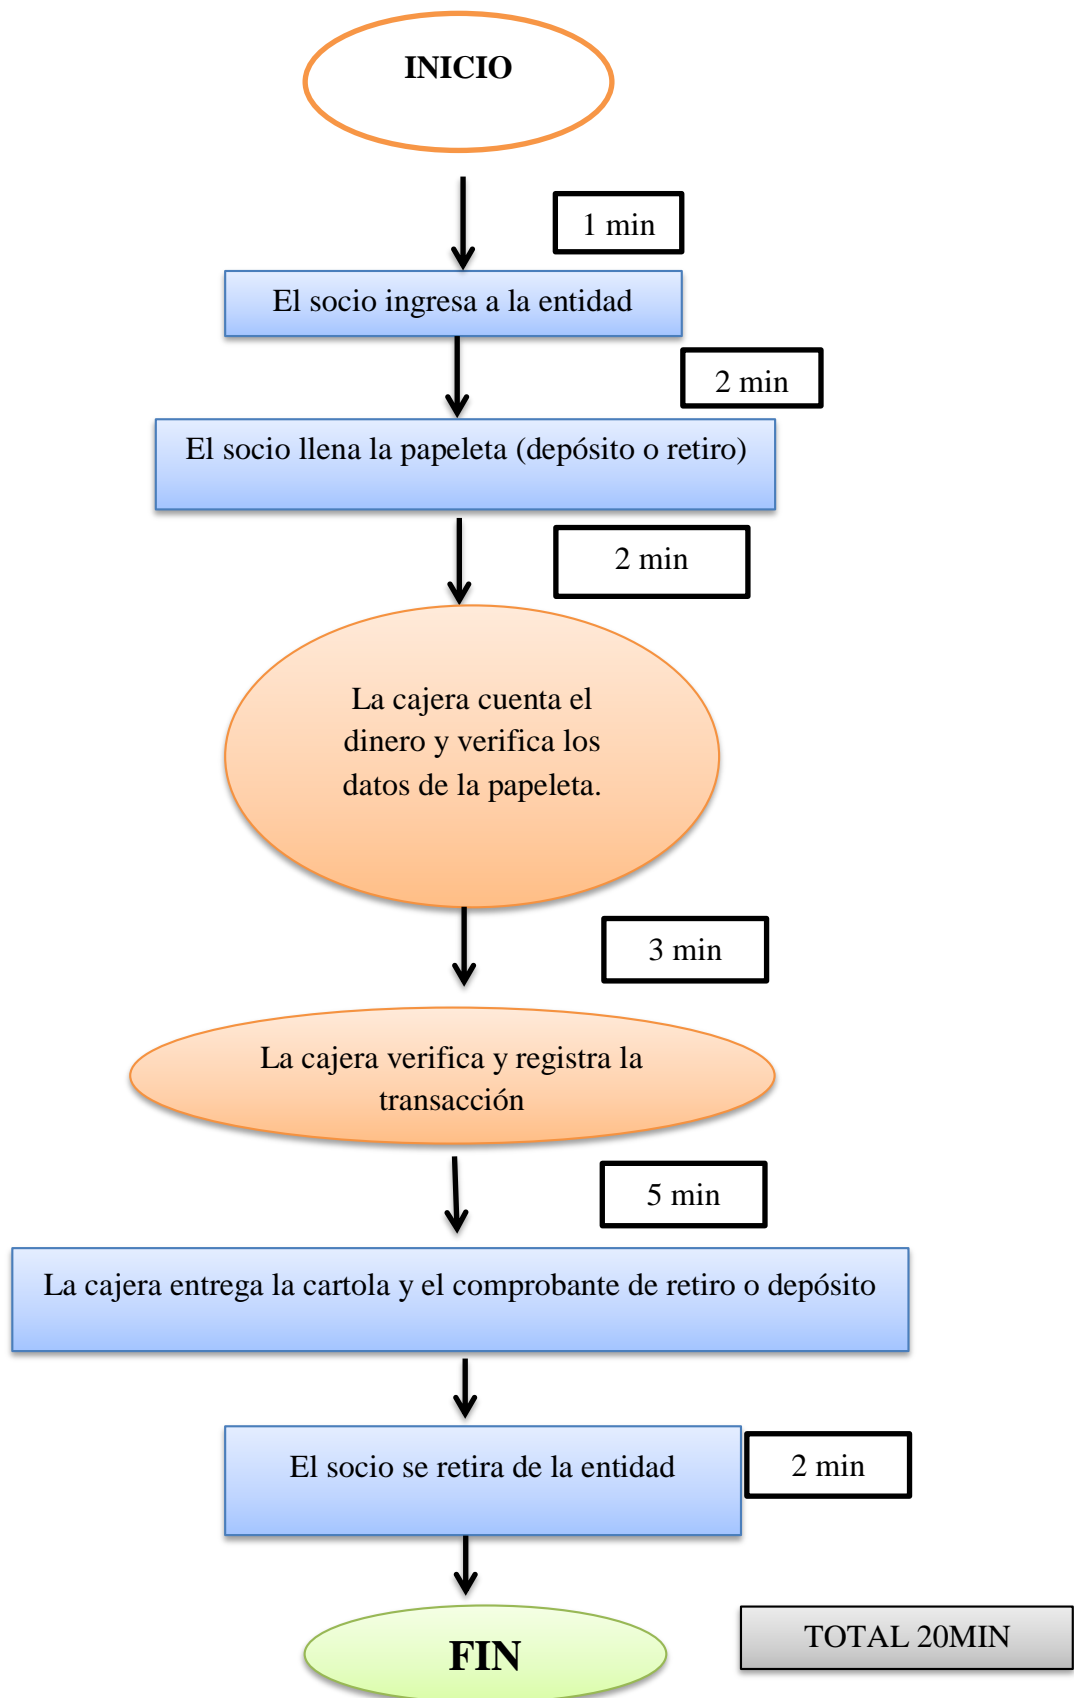 INICIO
1 min
El socio ingresa a la entidad
2 min
El socio llena la papeleta (depósito o retiro)
2 min
La cajera cuenta el
dinero y verifica los
datos de la papeleta.
3 min
La cajera verifica y registra la
transacción
5 min
La cajera entrega la cartola y el comprobante de retiro o depósito
El socio se retira de la entidad
2 min
FIN
TOTAL 20MIN